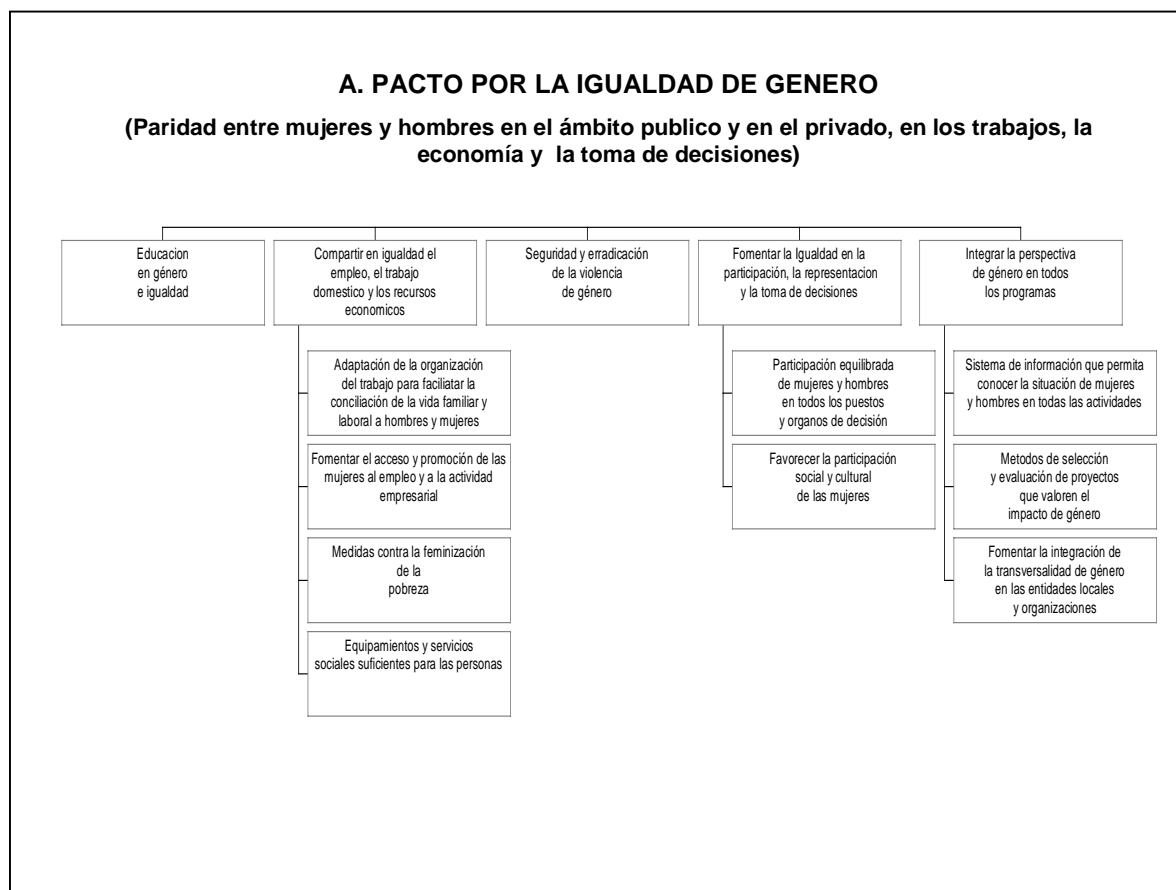 A. PACTO POR LA IGUALDAD DE GENERO
(Paridad entre mujeres y hombres en el ámbito publico y en el privado, en los trabajos, la
economía y la toma de decisiones)
Educacion
en género
e igualdad
Compartir en igualdad el
empleo, el trabajo
domestico y los recursos
economicos
Adaptación de la organización
del trabajo para faciliatar la
conciliación de la vida familiar y
laboral a hombres y mujeres
Fomentar el acceso y promoción de las
mujeres al empleo y a la actividad
empresarial
Medidas contra la feminización
de la
pobreza
Equipamientos y servicios
sociales suficientes para las personas
Seguridad y erradicación
de la violencia
de género
Fomentar la Igualdad en la
participación, la representacion
y la toma de decisiones
Participación equilibrada
de mujeres y hombres
en todos los puestos
y organos de decisión
Favorecer la participación
social y cultural
de las mujeres
Integrar la perspectiva
de género en todos
los programas
Sistema de información que permita
conocer la situación de mujeres
y hombres en todas las actividades
Metodos de selección
y evaluación de proyectos
que valoren el
impacto de género
Fomentar la integración de
la transversalidad de género
en las entidades locales
y organizaciones